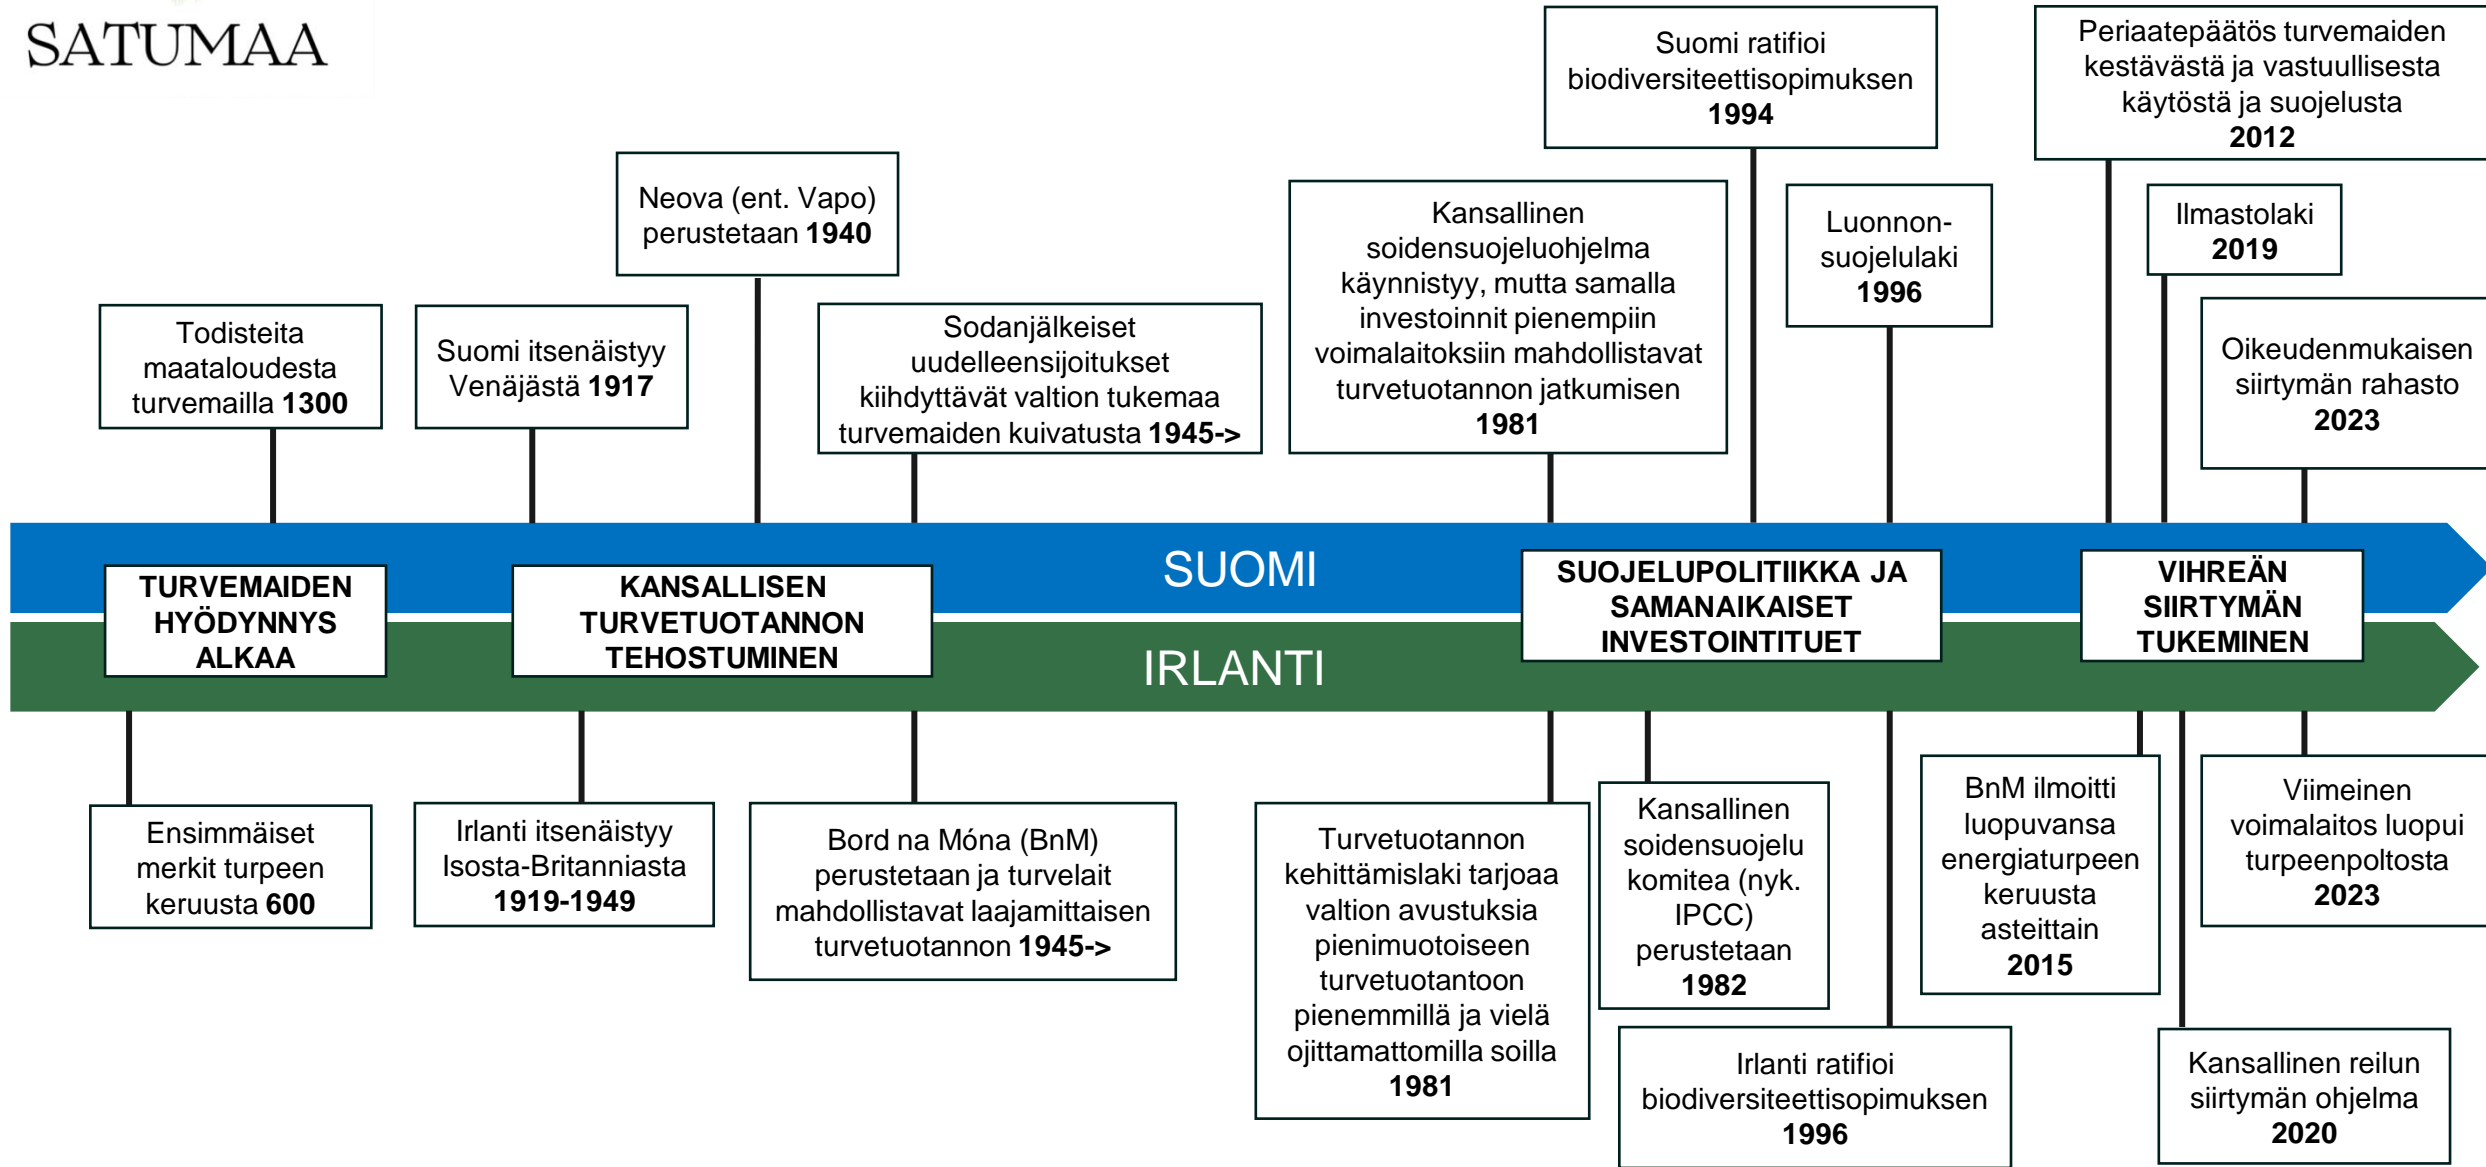 SATUMAA
Suomi ratifioi
biodiversiteettisopimuksen
1994
Periaatepäätös turvemaiden
kestävästä ja vastuullisesta
käytöstä ja suojelusta
2012
Neova (ent. Vapo)
perustetaan 1940
Kansallinen
soidensuojeluohjelma
käynnistyy, mutta samalla
investoinnit pienempiin
voimalaitoksiin mahdollistavat
turvetuotannon jatkumisen
1981
Luonnon-
suojelulaki
1996
Ilmastolaki
2019
Todisteita
maataloudesta
turvemailla 1300
Suomi itsenäistyy
Venäjästä 1917
Sodanjälkeiset
uudelleensijoitukset
kiihdyttävät valtion tukemaa
turvemaiden kuivatusta 1945->
Oikeudenmukaisen
siirtymän rahasto
2023
SUOMI
TURVEMAIDEN
HYÖDYNNYS
ALKAA
KANSALLISEN
TURVETUOTANNON
TEHOSTUMINEN
SUOJELUPOLITIIKKA JA
SAMANAIKAISET
INVESTOINTITUET
VIHREÄN
SIIRTYMÄN
TUKEMINEN
IRLANTI
Ensimmäiset
merkit turpeen
keruusta 600
Irlanti itsenäistyy
Isosta-Britanniasta
1919-1949
Bord na Móna (BnM)
perustetaan ja turvelait
mahdollistavat laajamittaisen
turvetuotannon 1945->
Turvetuotannon
kehittämislaki tarjoaa
valtion avustuksia
pienimuotoiseen
turvetuotantoon
pienemmillä ja vielä
ojittamattomilla soilla
1981
Kansallinen
soidensuojelu
komitea (nyk.
IPCC)
perustetaan
1982
BnM ilmoitti
luopuvansa
energiaturpeen
keruusta
asteittain
2015
Viimeinen
voimalaitos luopui
turpeenpoltosta
2023
Irlanti ratifioi
biodiversiteettisopimuksen
1996
Kansallinen reilun
siirtymän ohjelma
2020